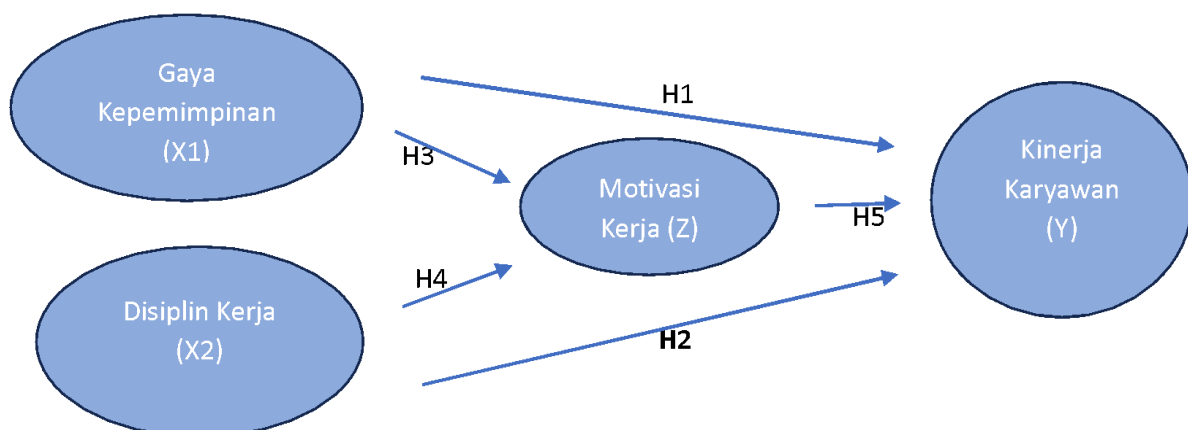 Gaya
Kepemimpinan
(X1)
H1
H3
Motivasi
Kerja (Z)
Kinerja
Karyawan
(Y)
H5
H4
Disiplin Kerja
(X2)
H2